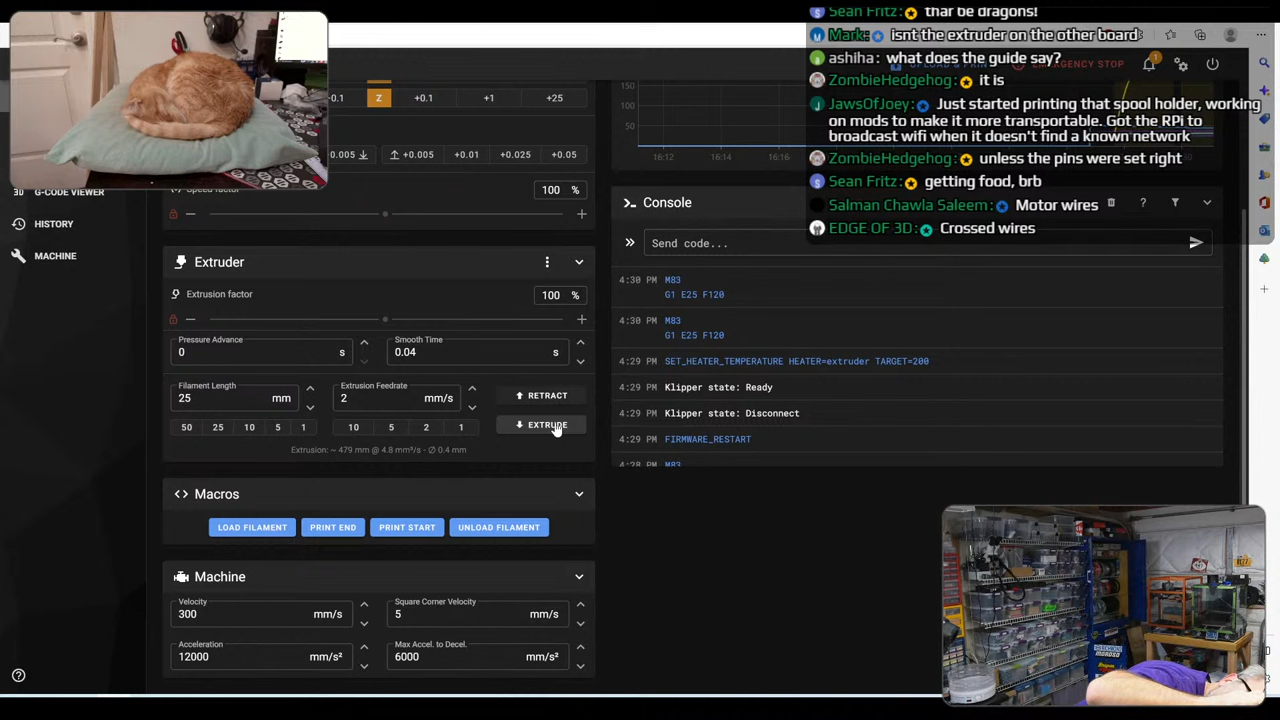 Sean Fritz: thar be dragons!
Mark: isnt the extruder on the other board
ashiha: what does the guide say?
EMERGENCY STOP
ZombieHedgehog: it is
JawsOfJoey: Just started printing that spool holder, working
on mods to make it more transportable. Got the RPi to
broadcast wifi when it doesn't find a known network
ZombieHedgehog: unless the pins were set right
Sean Fritz: getting food, brb
Salman Chawla Saleem: Motor wires
EDGE OF 3D: Crossed wires
+0.1 Z +0.1 +1 +25
0.005 +0.005 +0.01 +0.025 +0.05
Speed factor
100 %
G-CODE VIEWER
HISTORY
MACHINE
Extruder
Extrusion factor
100 %
Pressure Advance
0 s
Smooth Time
0.04 s
Filament Length
25 mm
Extrusion Feedrate
2 mm/s
RETRACT
EXTRUDE
50 25 10 5 1
10 5 2 1
Extrusion: ~ 479 mm @ 4.8 mm³/s · Ø 0.4 mm
Macros
LOAD FILAMENT
PRINT END
PRINT START
UNLOAD FILAMENT
Machine
Velocity
300 mm/s
Square Corner Velocity
5 mm/s
Acceleration
12000 mm/s²
Max Accel. to Decel.
6000 mm/s²
150
50
16:12 16:14 16:16
Console
Send code...
4:30 PM M83
G1 E25 F120
4:30 PM M83
G1 E25 F120
4:29 PM SET_HEATER_TEMPERATURE HEATER=extruder TARGET=200
4:29 PM Klipper state: Ready
4:29 PM Klipper state: Disconnect
4:29 PM FIRMWARE_RESTART
4:28 PM M83